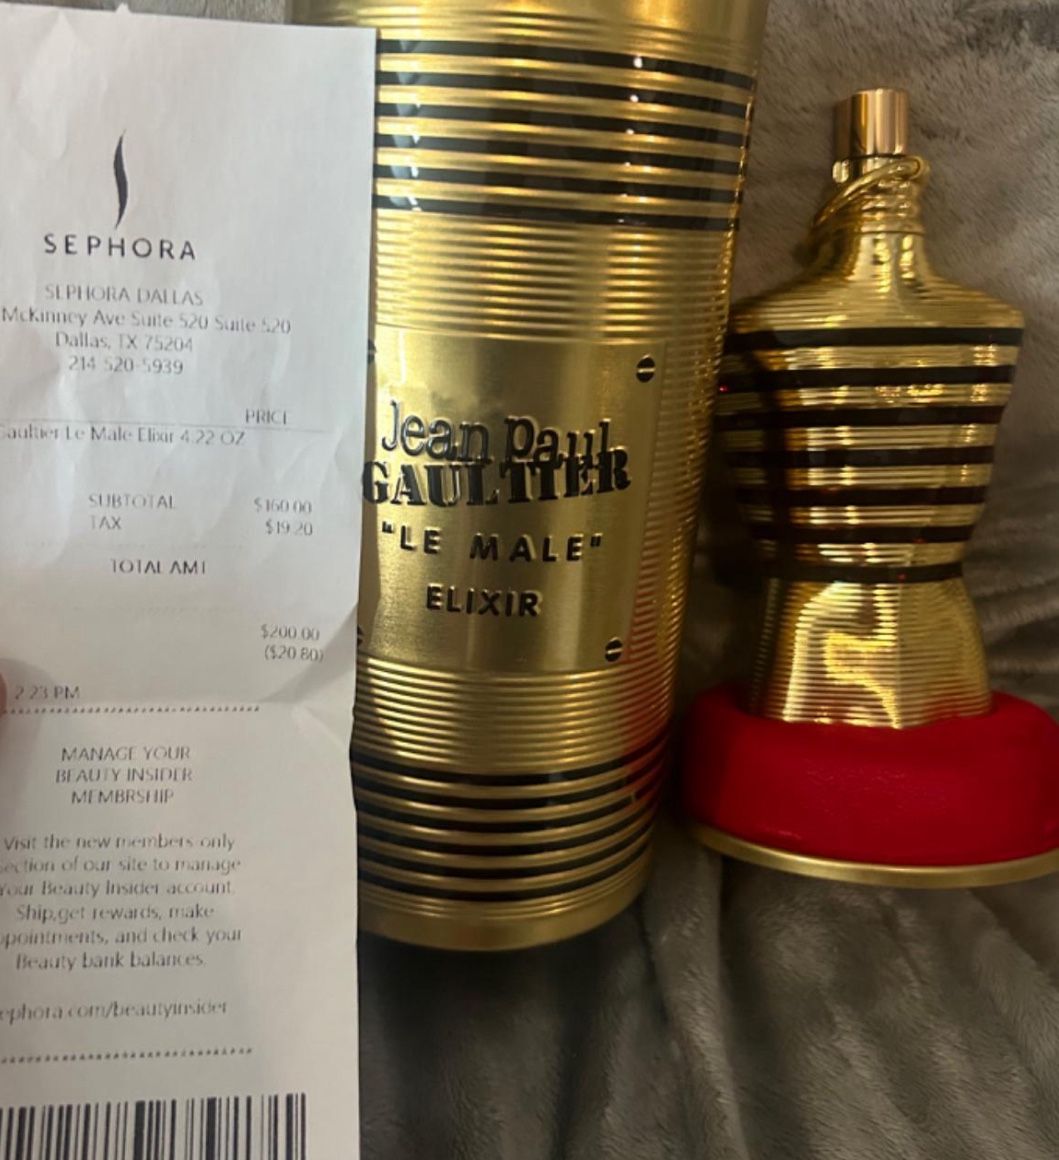 SEPHORA
SEPHORA DALLAS
Mckinney Ave Suite 520 Suite 520
Dallas, TX 75204
214 520-5939
PRICE
Gaultier Le Male Elixir 4.22 OZ
SUBTOTAL $160.00
TAX $19.20
TOTAL AMT
$200.00
($20.80)
2:23 PM
MANAGE YOUR
BEAUTY INSIDER
MEMBRSHIP
Visit the new members only
section of our site to manage
Your Beauty Insider account.
Ship,get rewards, make
ppointments, and check your
Beauty bank balances.
ephora.com/beautyinsider
Jean Paul
GAULTIER
"LE MALE"
ELIXIR